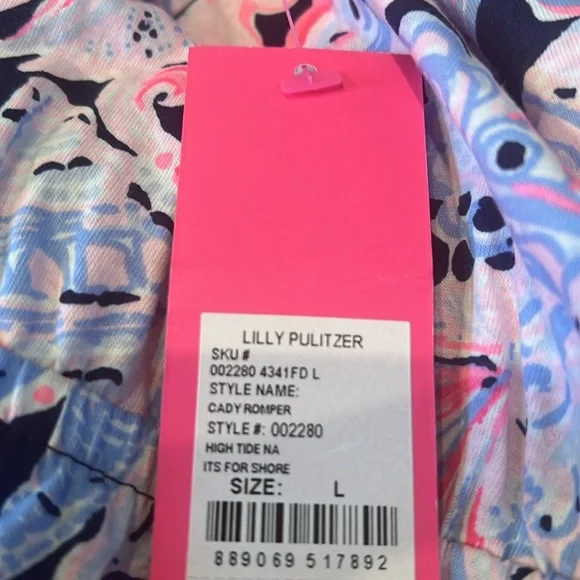 LILLY PULITZER
SKU #
002280 4341FD L
STYLE NAME:
CADY ROMPER
STYLE #: 002280
HIGH TIDE NA
ITS FOR SHORE
SIZE: L
889069 517892